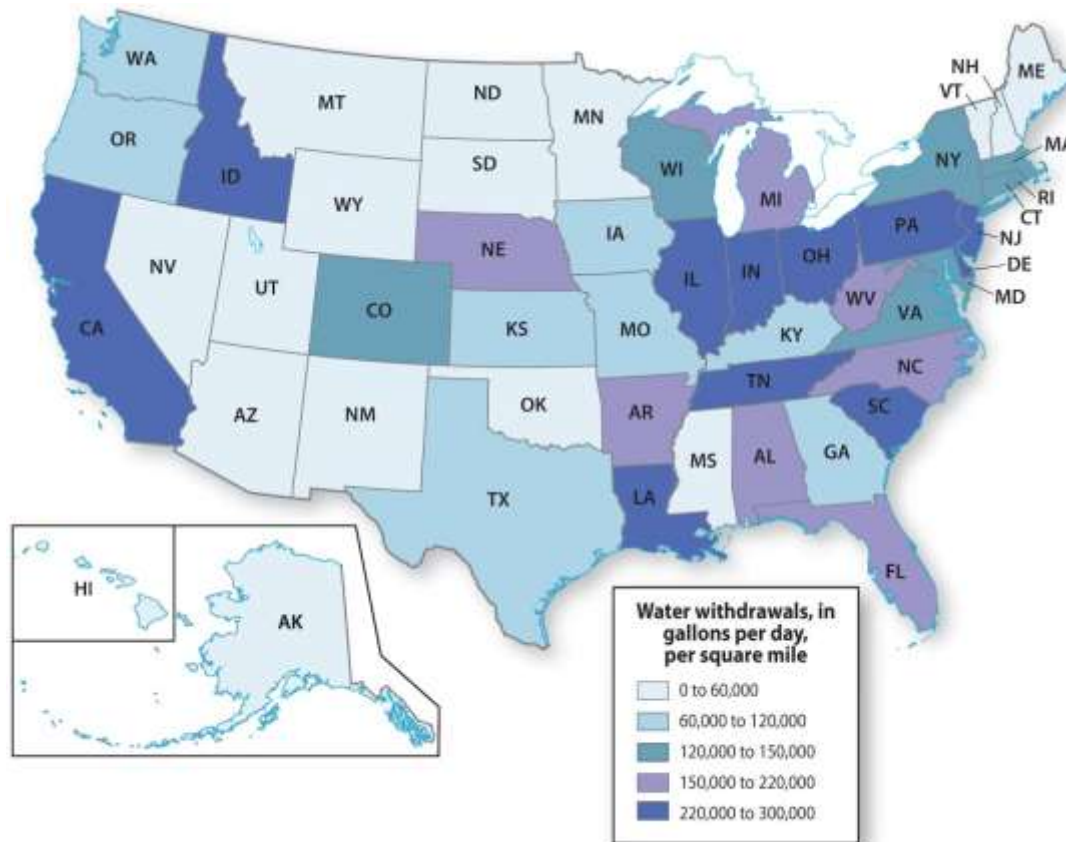 WA
MT
ND
MN
NH
VT
ME
OR
ID
SD
WI
MI
NY
MA
RI
CT
WY
IA
NE
PA
NJ
DE
MD
NV
UT
CO
IL
IN
OH
WV
VA
CA
KS
MO
KY
NC
TN
AZ
NM
OK
AR
SC
MS
AL
GA
TX
LA
FL
HI
AK
Water withdrawals, in
gallons per day,
per square mile
0 to 60,000
60,000 to 120,000
120,000 to 150,000
150,000 to 220,000
220,000 to 300,000